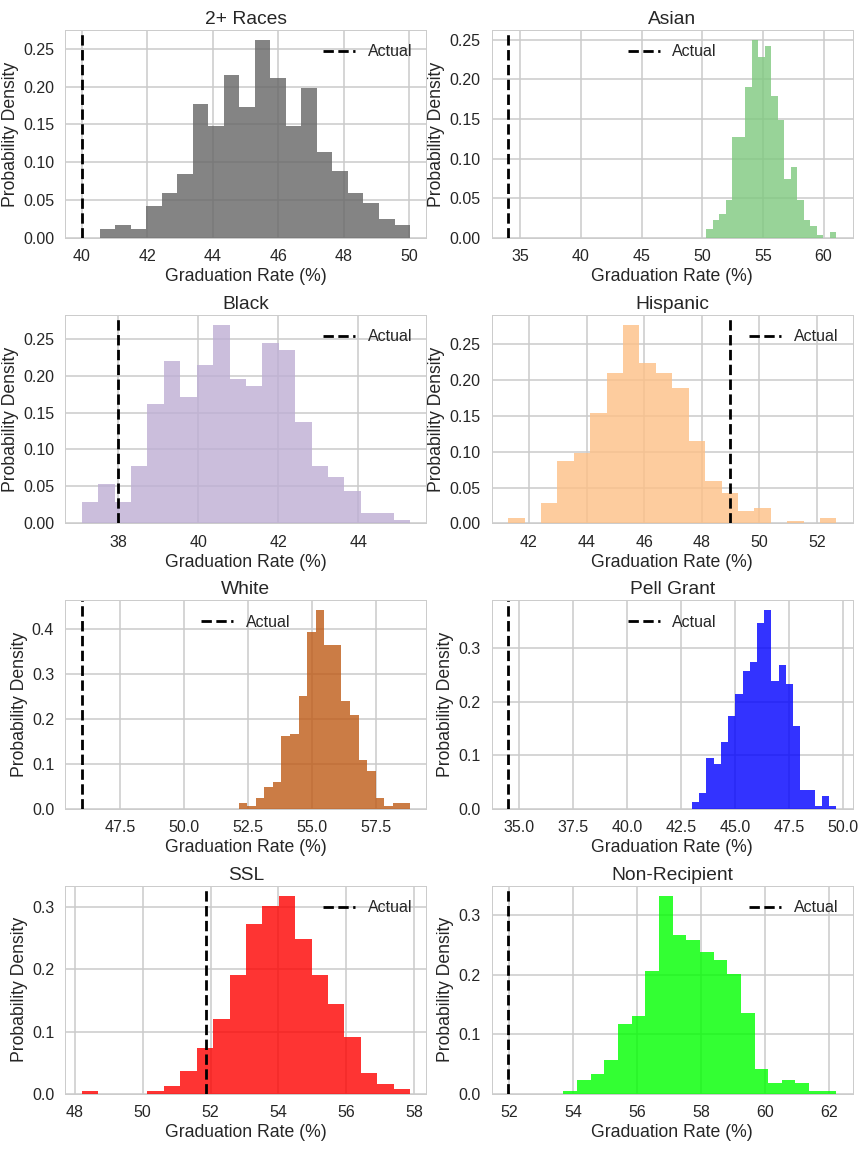 2+ Races
Actual
Probability Density
0.25
0.20
0.15
0.10
0.05
0.00
40 42 44 46 48 50
Graduation Rate (%)
Asian
Actual
Probability Density
0.25
0.20
0.15
0.10
0.05
0.00
35 40 45 50 55 60
Graduation Rate (%)
Black
Actual
Probability Density
0.25
0.20
0.15
0.10
0.05
0.00
38 40 42 44
Graduation Rate (%)
Hispanic
Actual
Probability Density
0.25
0.20
0.15
0.10
0.05
0.00
42 44 46 48 50 52
Graduation Rate (%)
White
Actual
Probability Density
0.4
0.3
0.2
0.1
0.0
47.5 50.0 52.5 55.0 57.5
Graduation Rate (%)
Pell Grant
Actual
Probability Density
0.3
0.2
0.1
0.0
35.0 37.5 40.0 42.5 45.0 47.5 50.0
Graduation Rate (%)
SSL
Actual
Probability Density
0.3
0.2
0.1
0.0
48 50 52 54 56 58
Graduation Rate (%)
Non-Recipient
Actual
Probability Density
0.3
0.2
0.1
0.0
52 54 56 58 60 62
Graduation Rate (%)